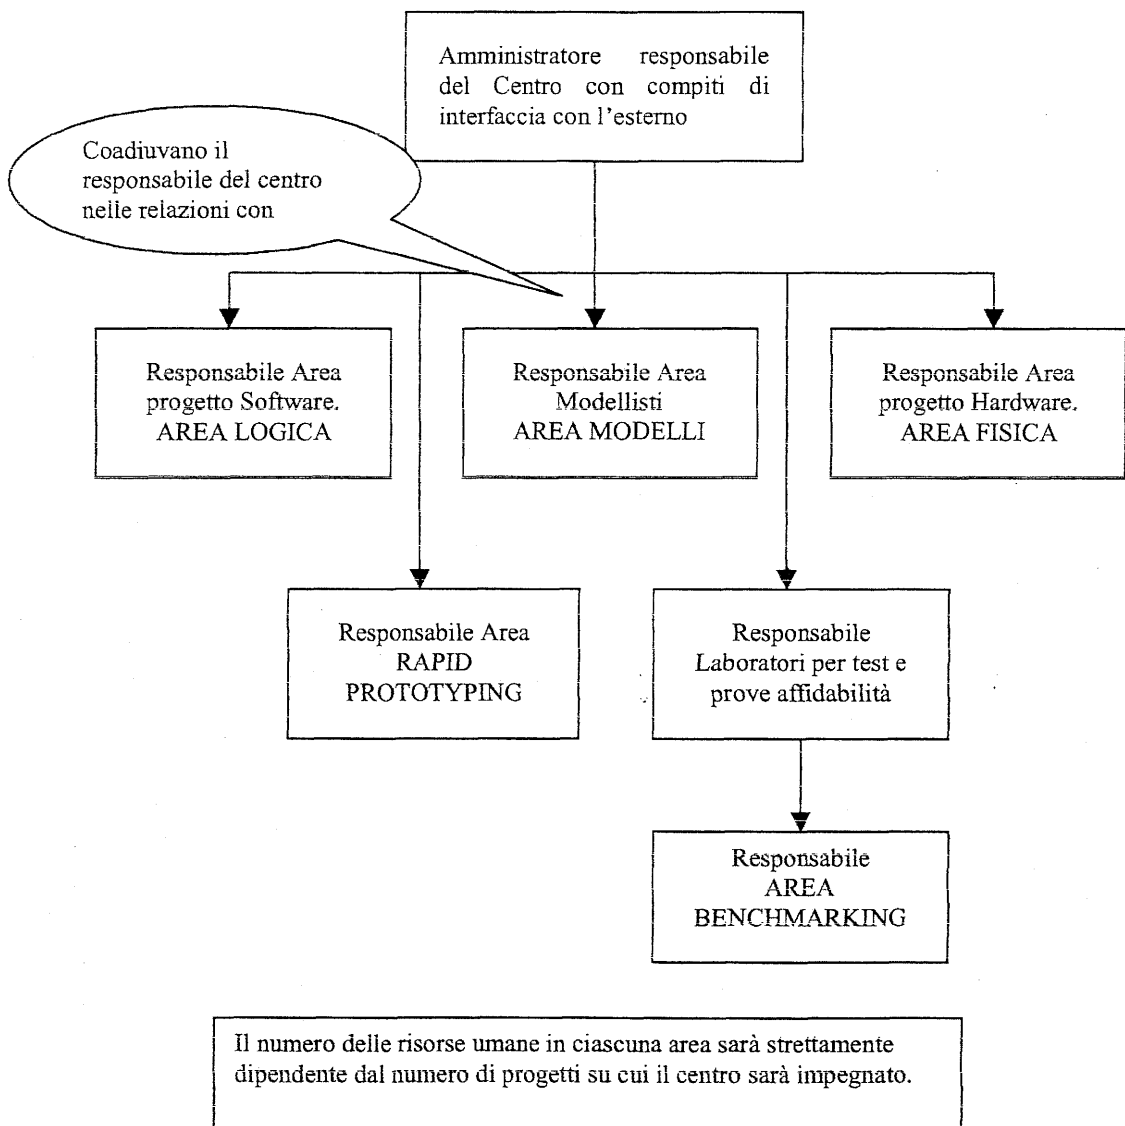 Amministratore responsabile
del Centro con compiti di
interfaccia con l'esterno
Coadiuvano il
responsabile del centro
nelle relazioni con
Responsabile Area
progetto Software.
AREA LOGICA
Responsabile Area
Modellisti
AREA MODELLI
Responsabile Area
progetto Hardware.
AREA FISICA
Responsabile Area
RAPID
PROTOTYPING
Responsabile
Laboratori per test e
prove affidabilità
Responsabile
AREA
BENCHMARKING
Il numero delle risorse umane in ciascuna area sarà strettamente
dipendente dal numero di progetti su cui il centro sarà impegnato.